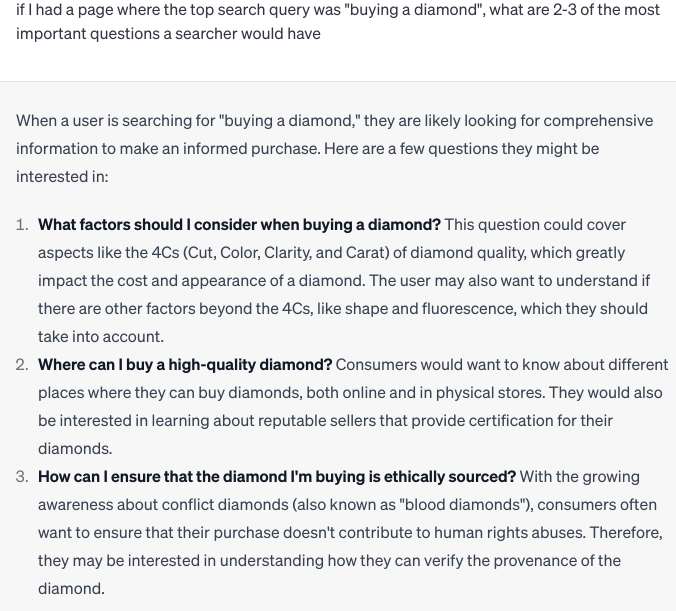 if I had a page where the top search query was "buying a diamond", what are 2-3 of the most
important questions a searcher would have
When a user is searching for "buying a diamond," they are likely looking for comprehensive
information to make an informed purchase. Here are a few questions they might be
interested in:
1. What factors should I consider when buying a diamond? This question could cover
aspects like the 4Cs (Cut, Color, Clarity, and Carat) of diamond quality, which greatly
impact the cost and appearance of a diamond. The user may also want to understand if
there are other factors beyond the 4Cs, like shape and fluorescence, which they should
take into account.
2. Where can I buy a high-quality diamond? Consumers would want to know about different
places where they can buy diamonds, both online and in physical stores. They would also
be interested in learning about reputable sellers that provide certification for their
diamonds.
3. How can I ensure that the diamond I'm buying is ethically sourced? With the growing
awareness about conflict diamonds (also known as "blood diamonds"), consumers often
want to ensure that their purchase doesn't contribute to human rights abuses. Therefore,
they may be interested in understanding how they can verify the provenance of the
diamond.